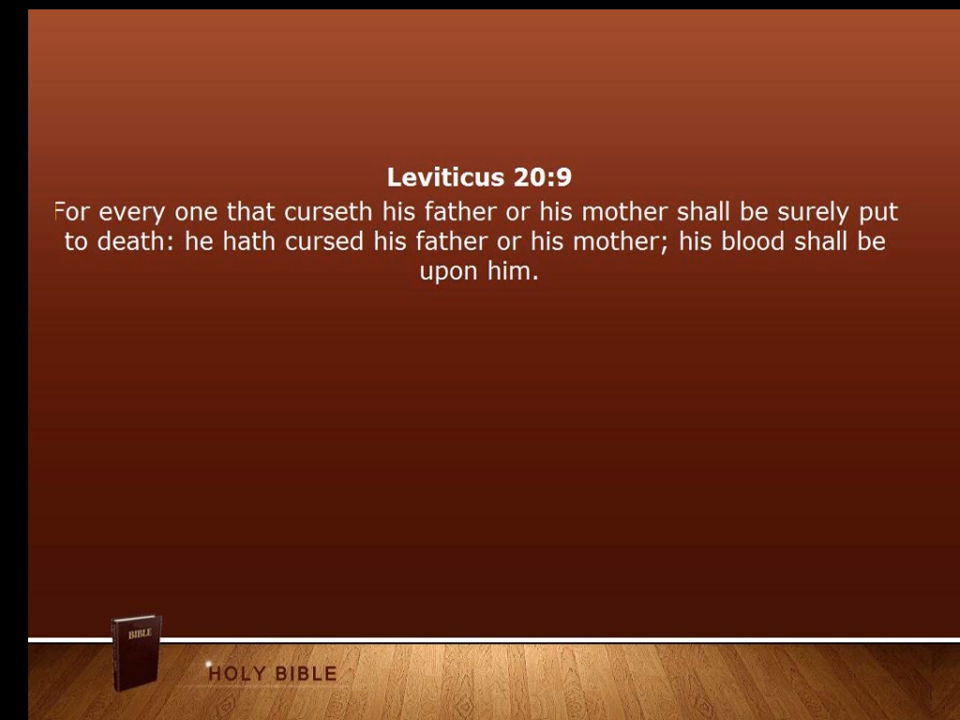 Leviticus 20:9
For every one that curseth his father or his mother shall be surely put
to death: he hath cursed his father or his mother; his blood shall be
upon him.
BIBLE
HOLY BIBLE